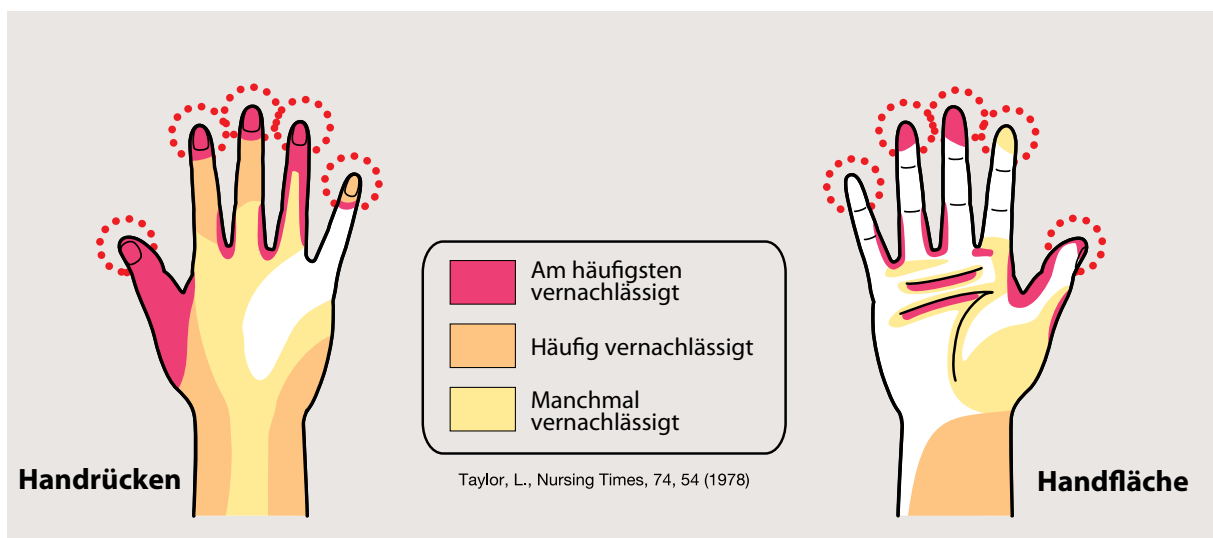 Am häufigsten
vernachlässigt
Häufig vernachlässigt
Manchmal
vernachlässigt
Handrücken
Taylor, L., Nursing Times, 74, 54 (1978)
Handfläche